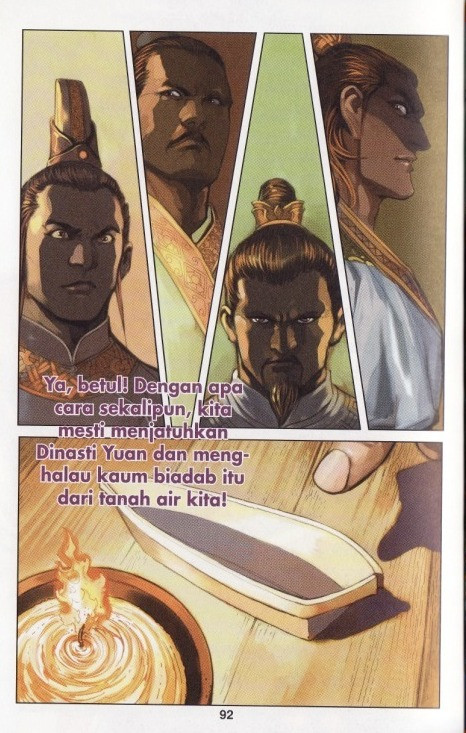 Ya, betul! Dengan apa
cara sekalipun, kita
mesti menjatuhkan
Dinasti Yuan dan meng-
halau kaum biadab itu
dari tanah air kita!
92